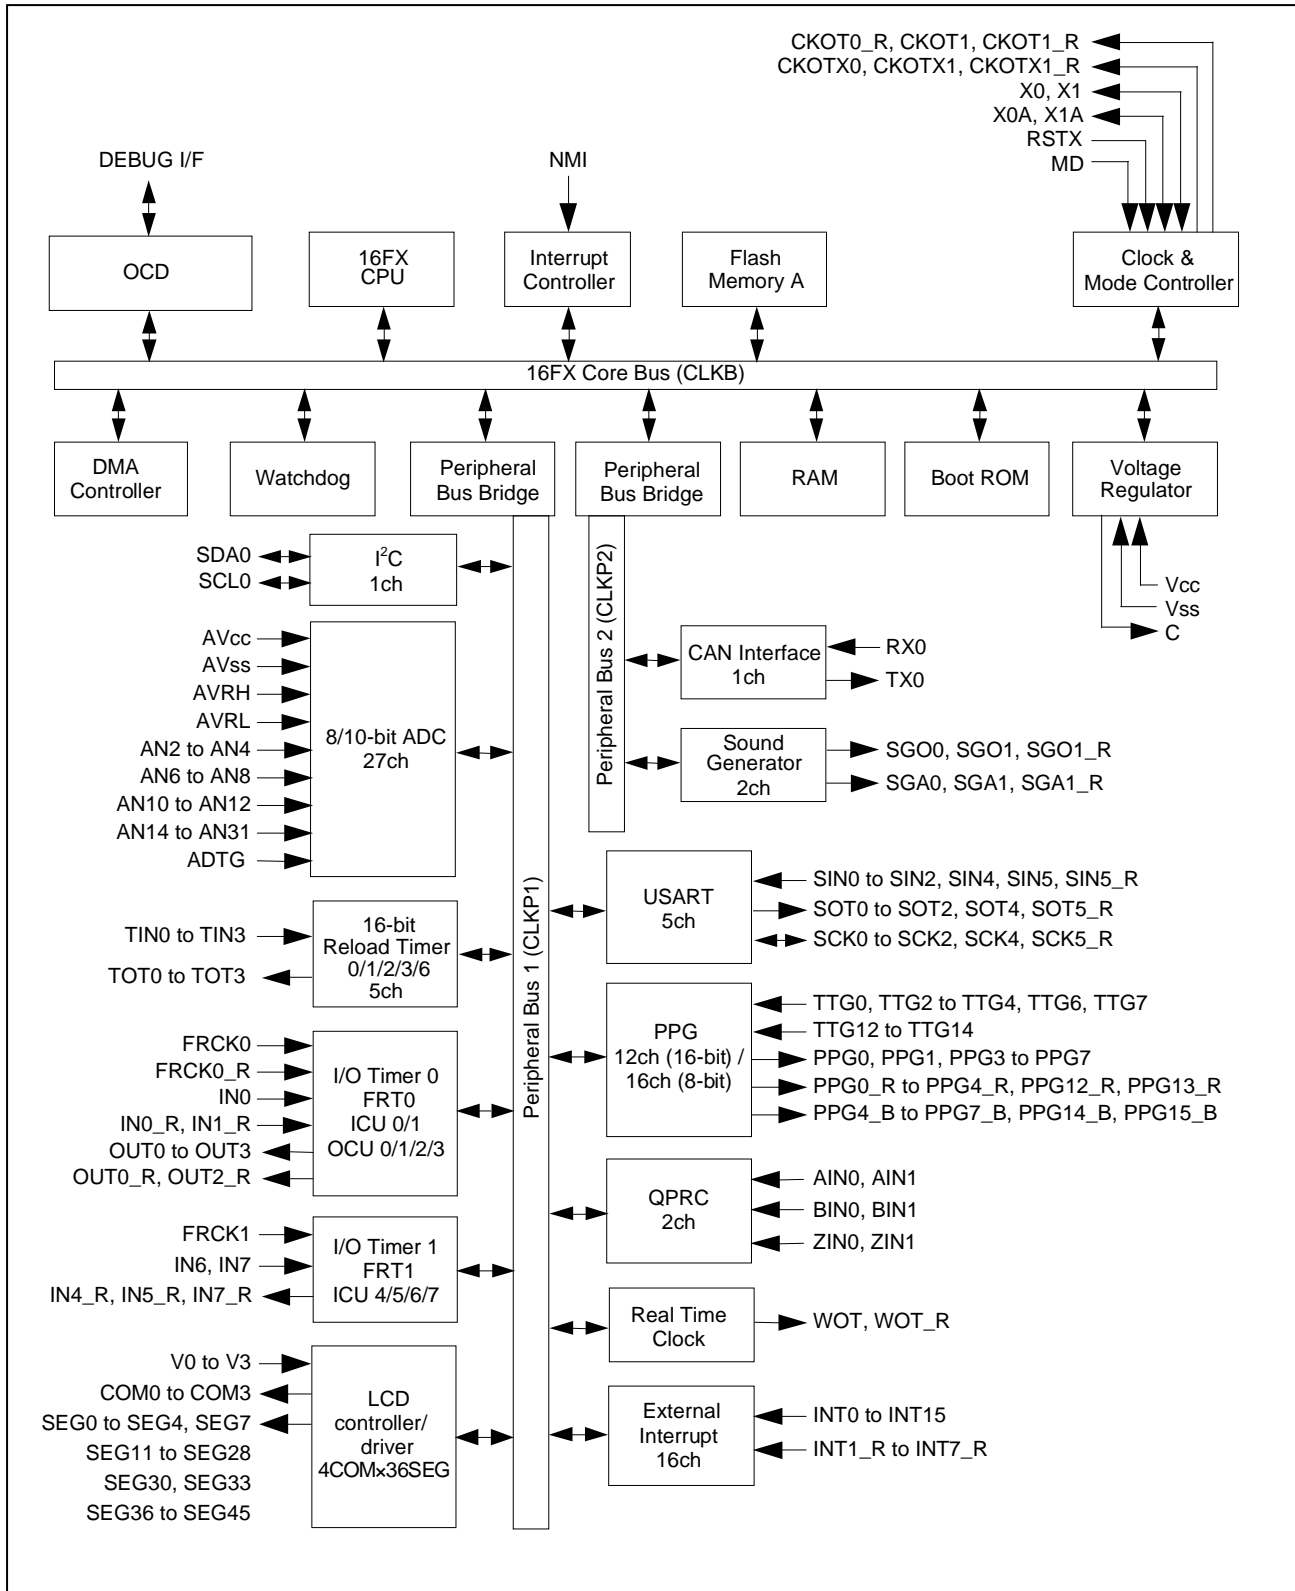 CKOT0_R, CKOT1, CKOT1_R
CKOTX0, CKOTX1, CKOTX1_R
X0, X1
X0A, X1A
RSTX
MD
DEBUG I/F
NMI
OCD
16FX
CPU
Interrupt
Controller
Flash
Memory A
Clock &
Mode Controller
16FX Core Bus (CLKB)
DMA
Controller
Watchdog
Peripheral
Bus Bridge
Peripheral
Bus Bridge
RAM
Boot ROM
Voltage
Regulator
Vcc
Vss
C
Peripheral Bus 1 (CLKP1)
Peripheral Bus 2 (CLKP2)
SDA0
SCL0
I²C
1ch
AVcc
AVss
AVRH
AVRL
AN2 to AN4
AN6 to AN8
AN10 to AN12
AN14 to AN31
ADTG
8/10-bit ADC
27ch
TIN0 to TIN3
TOT0 to TOT3
16-bit
Reload Timer
0/1/2/3/6
5ch
FRCK0
FRCK0_R
IN0
IN0_R, IN1_R
OUT0 to OUT3
OUT0_R, OUT2_R
I/O Timer 0
FRT0
ICU 0/1
OCU 0/1/2/3
FRCK1
IN6, IN7
IN4_R, IN5_R, IN7_R
I/O Timer 1
FRT1
ICU 4/5/6/7
V0 to V3
COM0 to COM3
SEG0 to SEG4, SEG7
SEG11 to SEG28
SEG30, SEG33
SEG36 to SEG45
LCD
controller/
driver
4COM×36SEG
CAN Interface
1ch
RX0
TX0
Sound
Generator
2ch
SGO0, SGO1, SGO1_R
SGA0, SGA1, SGA1_R
USART
5ch
SIN0 to SIN2, SIN4, SIN5, SIN5_R
SOT0 to SOT2, SOT4, SOT5_R
SCK0 to SCK2, SCK4, SCK5_R
PPG
12ch (16-bit) /
16ch (8-bit)
TTG0, TTG2 to TTG4, TTG6, TTG7
TTG12 to TTG14
PPG0, PPG1, PPG3 to PPG7
PPG0_R to PPG4_R, PPG12_R, PPG13_R
PPG4_B to PPG7_B, PPG14_B, PPG15_B
QPRC
2ch
AIN0, AIN1
BIN0, BIN1
ZIN0, ZIN1
Real Time
Clock
WOT, WOT_R
External
Interrupt
16ch
INT0 to INT15
INT1_R to INT7_R